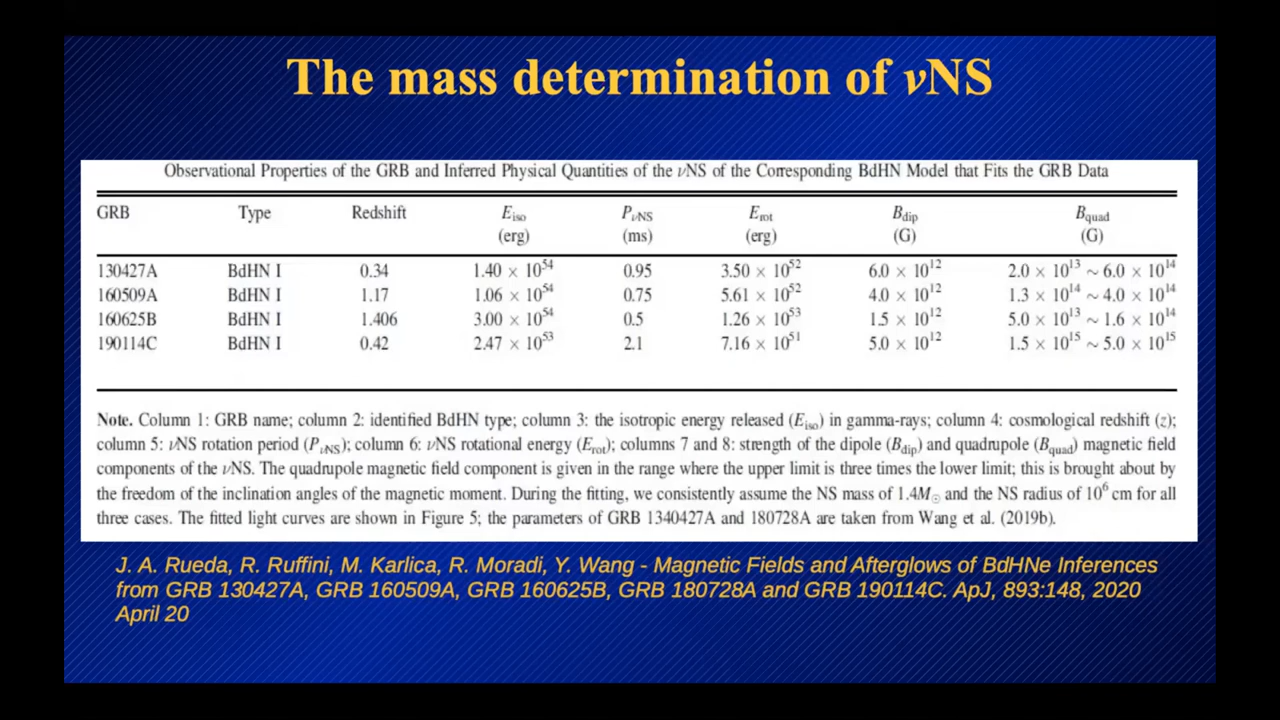 The mass determination of νNS
Observational Properties of the GRB and Inferred Physical Quantities of the νNS of the Corresponding BdHN Model that Fits the GRB Data
GRB Type Redshift E_iso P_νNS E_rot B_dip B_quad
(erg) (ms) (erg) (G) (G)
130427A BdHN I 0.34 1.40 × 10^54 0.95 3.50 × 10^52 6.0 × 10^12 2.0 × 10^13 ~ 6.0 × 10^14
160509A BdHN I 1.17 1.06 × 10^54 0.75 5.61 × 10^52 4.0 × 10^12 1.3 × 10^14 ~ 4.0 × 10^14
160625B BdHN I 1.406 3.00 × 10^54 0.5 1.26 × 10^53 1.5 × 10^12 5.0 × 10^13 ~ 1.6 × 10^14
190114C BdHN I 0.42 2.47 × 10^53 2.1 7.16 × 10^51 5.0 × 10^12 1.5 × 10^15 ~ 5.0 × 10^15
Note. Column 1: GRB name; column 2: identified BdHN type; column 3: the isotropic energy released (E_iso) in gamma-rays; column 4: cosmological redshift (z);
column 5: νNS rotation period (P_νNS); column 6: νNS rotational energy (E_rot); columns 7 and 8: strength of the dipole (B_dip) and quadrupole (B_quad) magnetic field
components of the νNS. The quadrupole magnetic field component is given in the range where the upper limit is three times the lower limit; this is brought about by
the freedom of the inclination angles of the magnetic moment. During the fitting, we consistently assume the NS mass of 1.4M_⊙ and the NS radius of 10^6 cm for all
three cases. The fitted light curves are shown in Figure 5; the parameters of GRB 1340427A and 180728A are taken from Wang et al. (2019b).
J. A. Rueda, R. Ruffini, M. Karlica, R. Moradi, Y. Wang - Magnetic Fields and Afterglows of BdHNe Inferences
from GRB 130427A, GRB 160509A, GRB 160625B, GRB 180728A and GRB 190114C. ApJ, 893:148, 2020
April 20